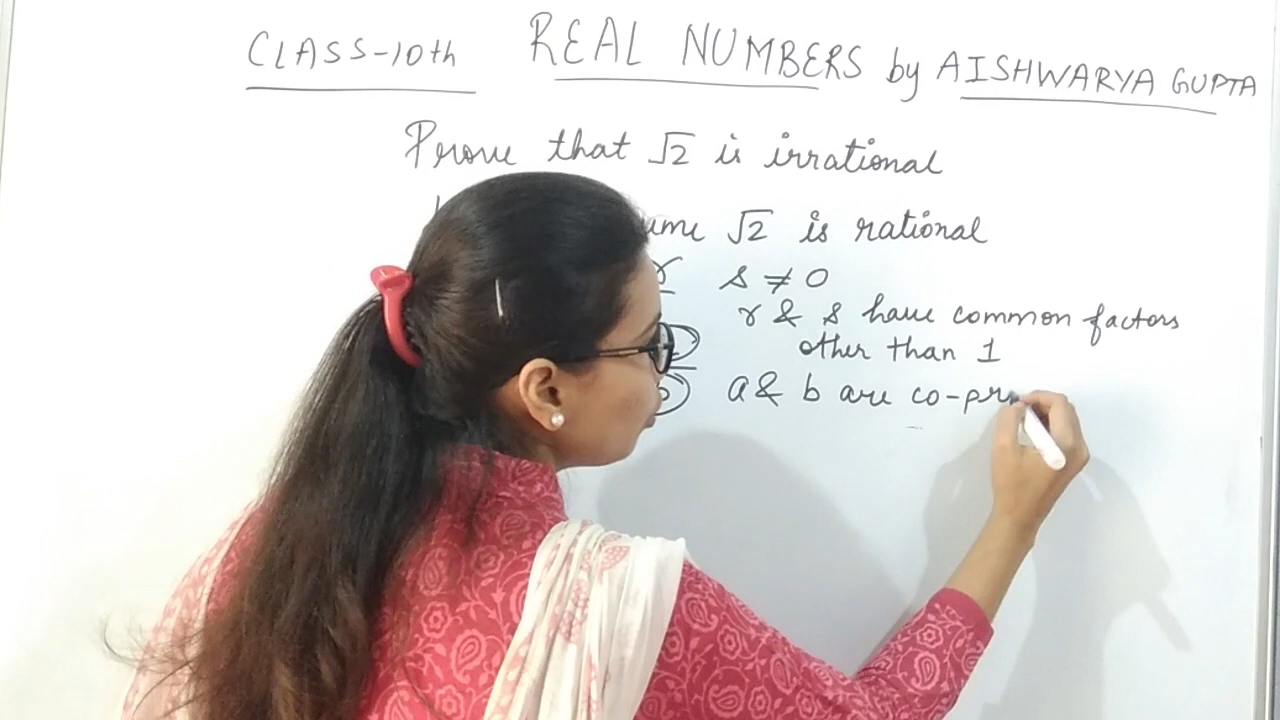 CLASS-10th REAL NUMBERS by AISHWARYA GUPTA
Prove that √2 is irrational
√2 is rational
r s ≠ 0
r & s have common factors
other than 1
a & b are co-pr